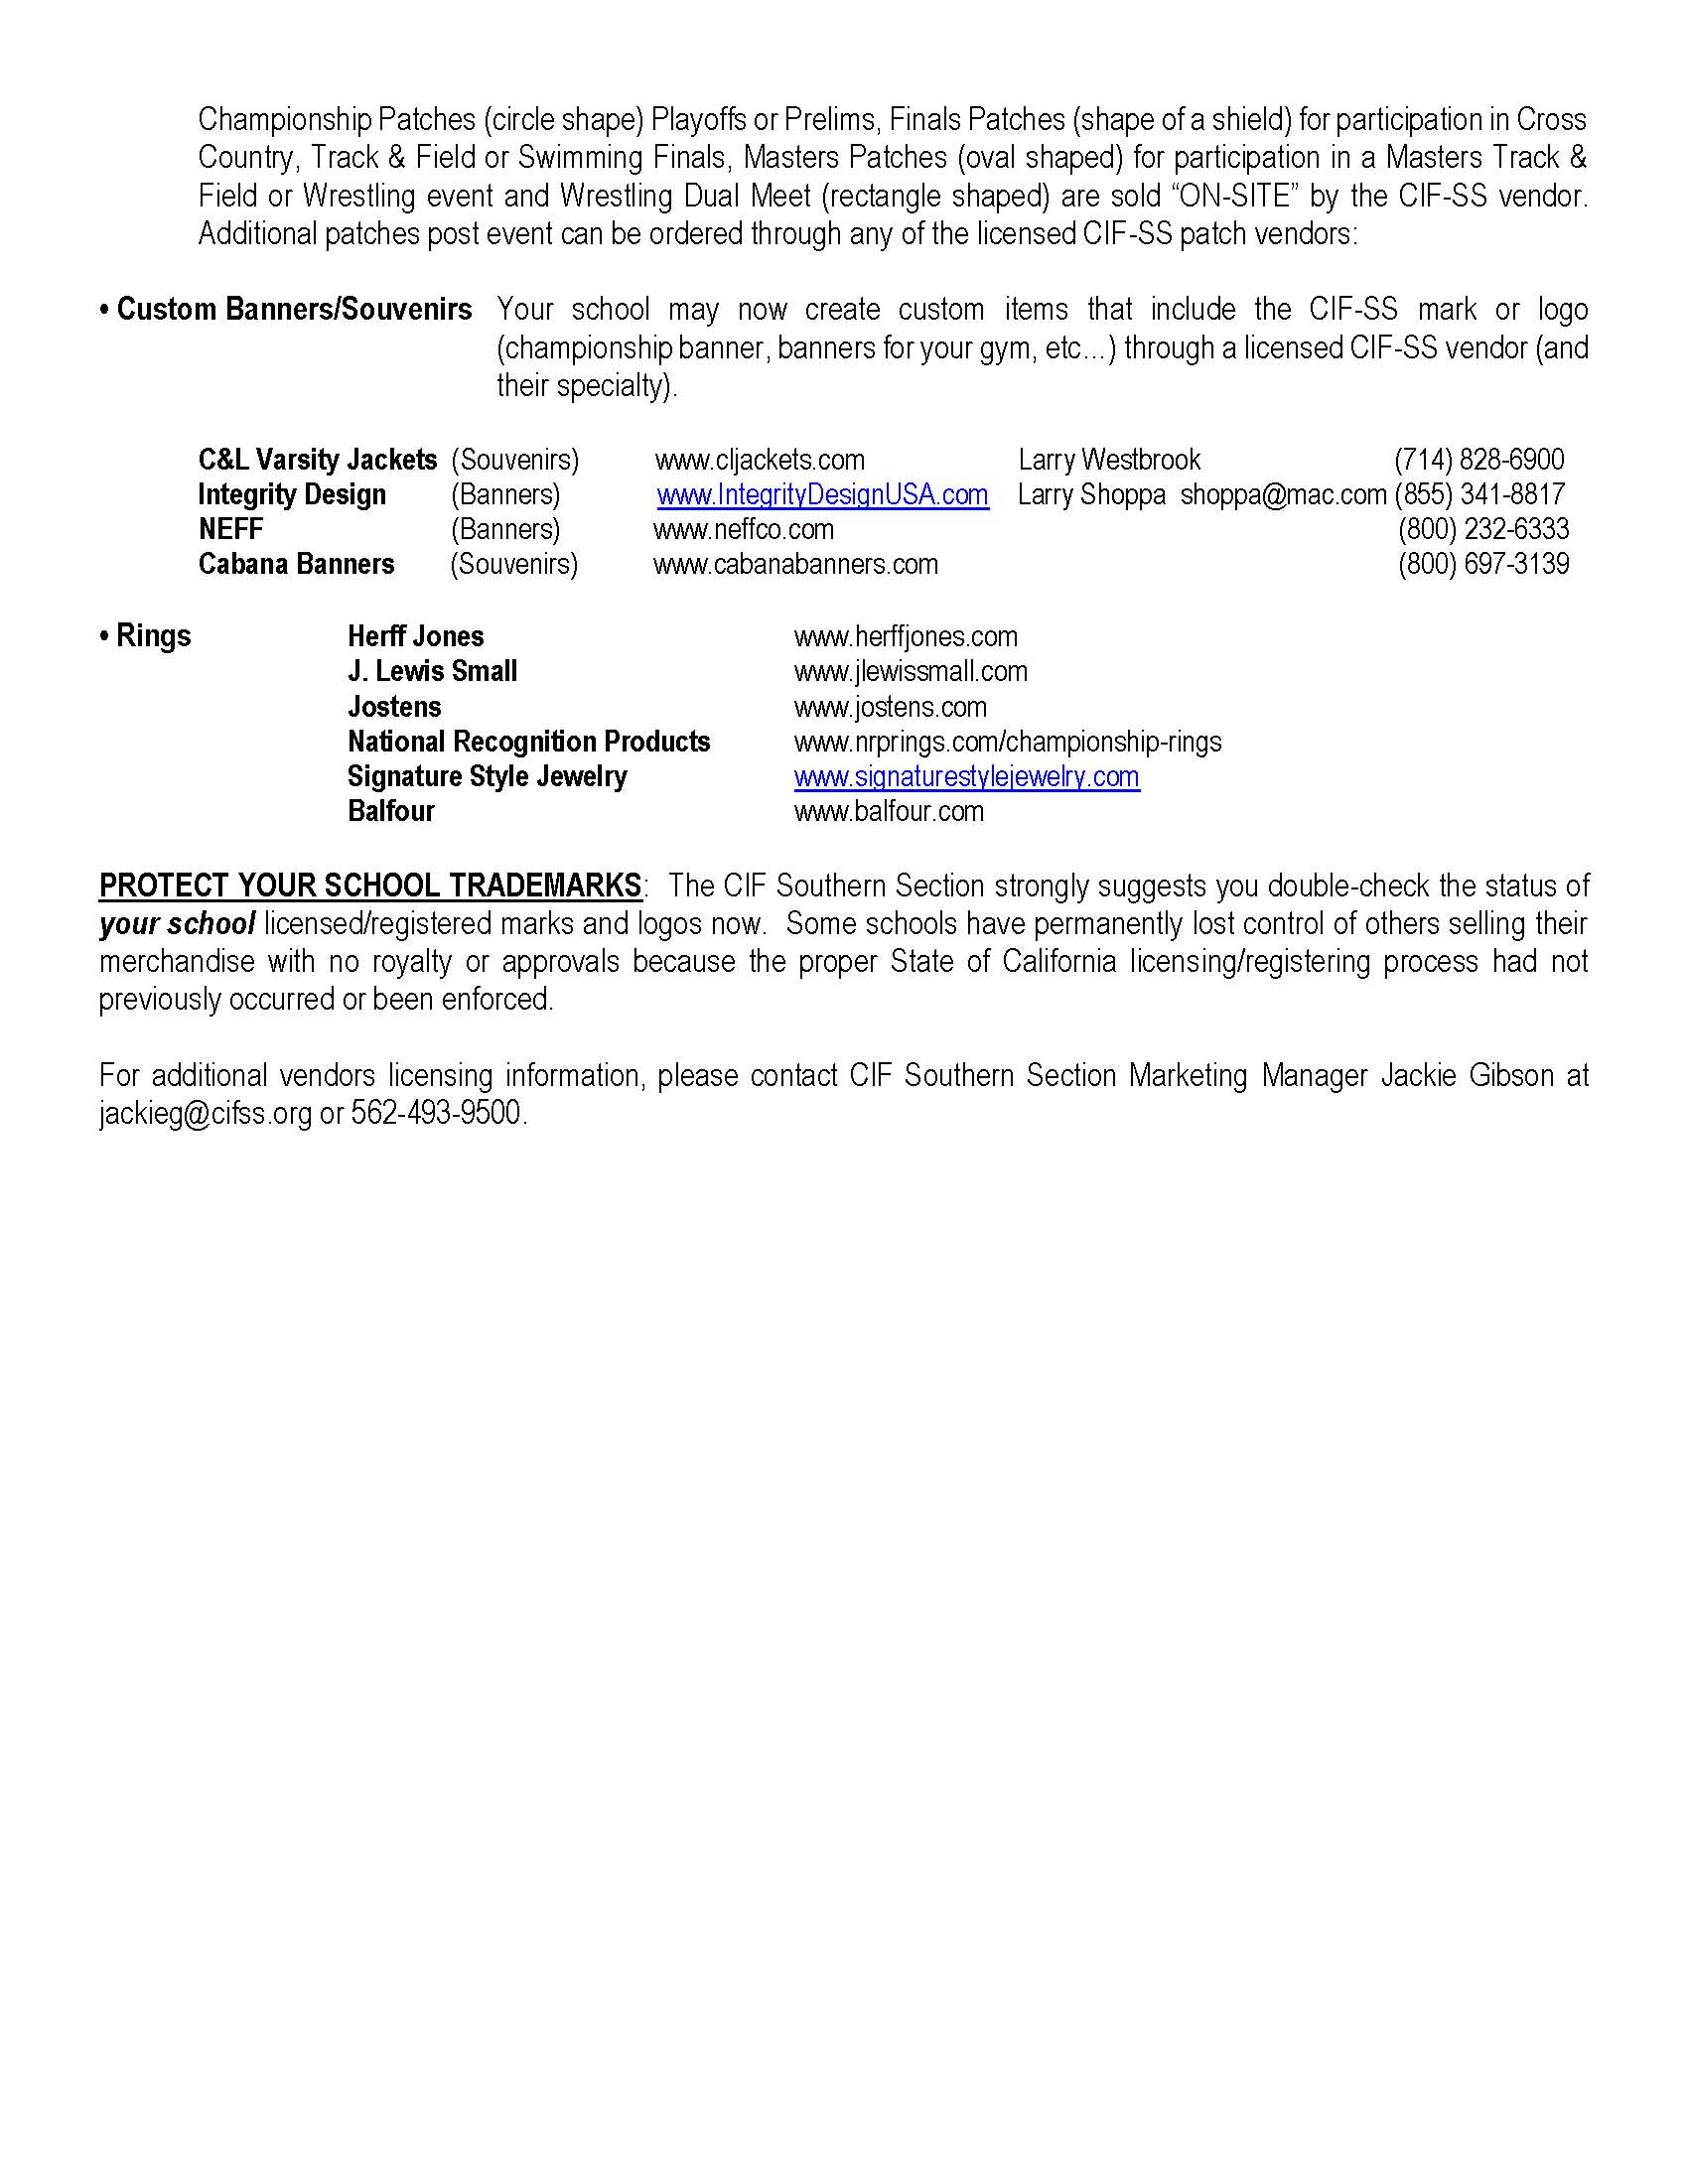 Championship Patches (circle shape) Playoffs or Prelims, Finals Patches (shape of a shield) for participation in Cross
Country, Track & Field or Swimming Finals, Masters Patches (oval shaped) for participation in a Masters Track &
Field or Wrestling event and Wrestling Dual Meet (rectangle shaped) are sold “ON-SITE” by the CIF-SS vendor.
Additional patches post event can be ordered through any of the licensed CIF-SS patch vendors:
• Custom Banners/Souvenirs Your school may now create custom items that include the CIF-SS mark or logo
(championship banner, banners for your gym, etc...) through a licensed CIF-SS vendor (and
their specialty).
C&L Varsity Jackets (Souvenirs) www.cljackets.com Larry Westbrook (714) 828-6900
Integrity Design (Banners) www.IntegrityDesignUSA.com Larry Shoppa shoppa@mac.com (855) 341-8817
NEFF (Banners) www.neffco.com (800) 232-6333
Cabana Banners (Souvenirs) www.cabanabanners.com (800) 697-3139
• Rings Herff Jones www.herffjones.com
J. Lewis Small www.jlewissmall.com
Jostens www.jostens.com
National Recognition Products www.nrprings.com/championship-rings
Signature Style Jewelry www.signaturestylejewelry.com
Balfour www.balfour.com
PROTECT YOUR SCHOOL TRADEMARKS: The CIF Southern Section strongly suggests you double-check the status of
your school licensed/registered marks and logos now. Some schools have permanently lost control of others selling their
merchandise with no royalty or approvals because the proper State of California licensing/registering process had not
previously occurred or been enforced.
For additional vendors licensing information, please contact CIF Southern Section Marketing Manager Jackie Gibson at
jackieg@cifss.org or 562-493-9500.